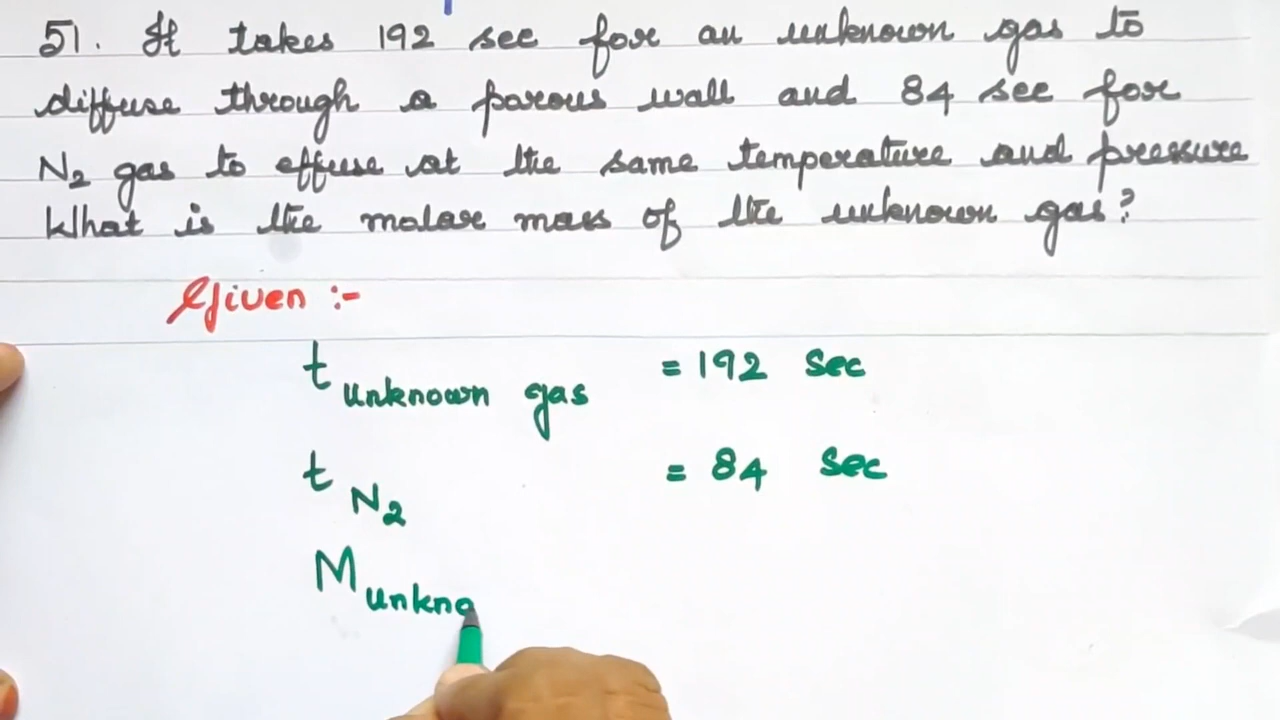 51. It takes 192 sec for an unknown gas to
diffuse through a porous wall and 84 sec for
N₂ gas to effuse at the same temperature and pressure
What is the molar mass of the unknown gas?
Given :-
t unknown gas = 192 Sec
t N₂ = 84 Sec
M unkno